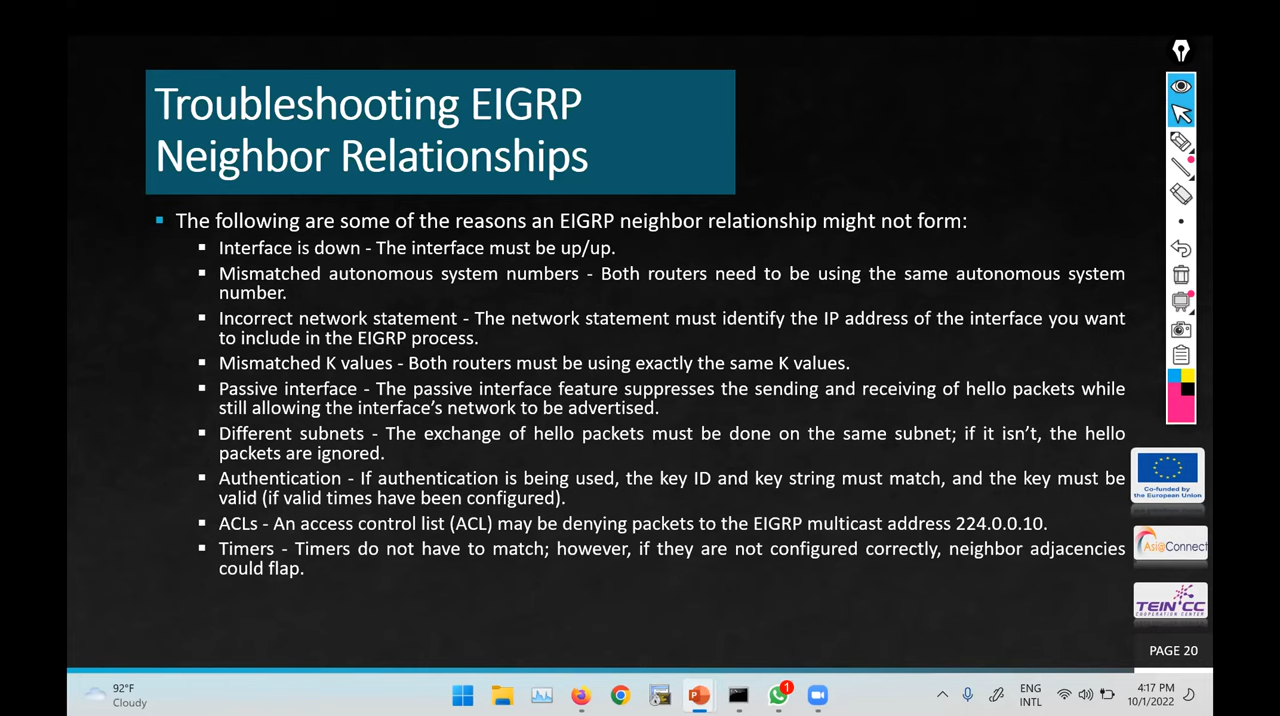 Troubleshooting EIGRP
Neighbor Relationships
The following are some of the reasons an EIGRP neighbor relationship might not form:
Interface is down - The interface must be up/up.
Mismatched autonomous system numbers - Both routers need to be using the same autonomous system
number.
Incorrect network statement - The network statement must identify the IP address of the interface you want
to include in the EIGRP process.
Mismatched K values - Both routers must be using exactly the same K values.
Passive interface - The passive interface feature suppresses the sending and receiving of hello packets while
still allowing the interface's network to be advertised.
Different subnets - The exchange of hello packets must be done on the same subnet; if it isn't, the hello
packets are ignored.
Authentication - If authentication is being used, the key ID and key string must match, and the key must be
valid (if valid times have been configured).
ACLs - An access control list (ACL) may be denying packets to the EIGRP multicast address 224.0.0.10.
Timers - Timers do not have to match; however, if they are not configured correctly, neighbor adjacencies
could flap.
Co-funded by
the European Union
Asi@Connect
TEIN*CC
COOPERATION CENTER
PAGE 20
92°F
Cloudy
1
ENG
INTL
4:17 PM
10/1/2022